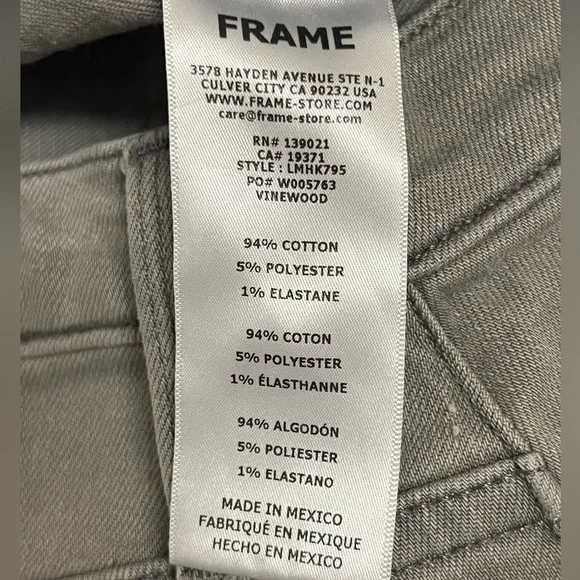 FRAME
3578 HAYDEN AVENUE STE N-1
CULVER CITY CA 90232 USA
WWW.FRAME-STORE.COM
care@frame-store.com
RN# 139021
CA# 19371
STYLE : LMHK795
PO# W005763
VINEWOOD
94% COTTON
5% POLYESTER
1% ELASTANE
94% COTON
5% POLYESTER
1% ÉLASTHANNE
94% ALGODÓN
5% POLIESTER
1% ELASTANO
MADE IN MEXICO
FABRIQUÉ EN MEXIQUE
HECHO EN MEXICO